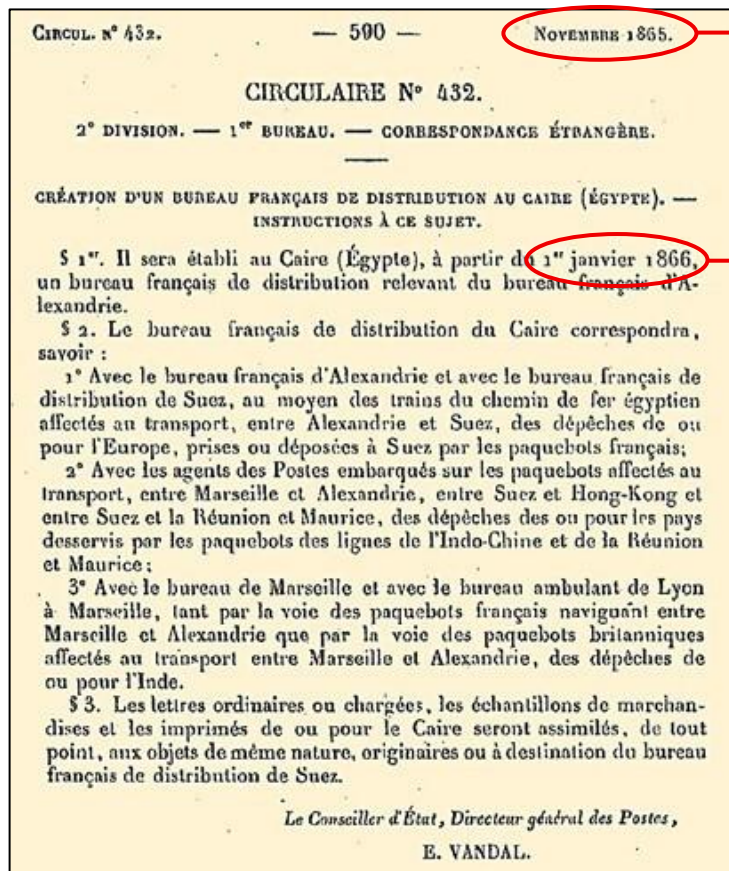 CIRCUL. N° 432. — 590 — NOVEMBRE 1865.
CIRCULAIRE N° 432.
2e DIVISION. — 1er BUREAU. — CORRESPONDANCE ÉTRANGÈRE.
CRÉATION D'UN BUREAU FRANÇAIS DE DISTRIBUTION AU CAIRE (ÉGYPTE). —
INSTRUCTIONS À CE SUJET.
§ 1er. Il sera établi au Caire (Égypte), à partir du 1er janvier 1866,
un bureau français de distribution relevant du bureau français d'A-
lexandrie.
§ 2. Le bureau français de distribution du Caire correspondra,
savoir :
1° Avec le bureau français d'Alexandrie et avec le bureau français de
distribution de Suez, au moyen des trains du chemin de fer égyptien
affectés au transport, entre Alexandrie et Suez, des dépêches de ou
pour l'Europe, prises ou déposées à Suez par les paquebots français;
2° Avec les agents des Postes embarqués sur les paquebots affectés au
transport, entre Marseille et Alexandrie, entre Suez et Hong-Kong et
entre Suez et la Réunion et Maurice, des dépêches des ou pour les pays
desservis par les paquebots des lignes de l'Indo-Chine et de la Réunion
et Maurice;
3° Avec le bureau de Marseille et avec le bureau ambulant de Lyon
à Marseille, tant par la voie des paquebots français naviguant entre
Marseille et Alexandrie que par la voie des paquebots britanniques
affectés au transport entre Marseille et Alexandrie, des dépêches de
ou pour l'Inde.
§ 3. Les lettres ordinaires ou chargées, les échantillons de marchan-
dises et les imprimés de ou pour le Caire seront assimilés, de tout
point, aux objets de même nature, originaires ou à destination du bureau
français de distribution de Suez.
Le Conseiller d'État, Directeur général des Postes,
E. VANDAL.